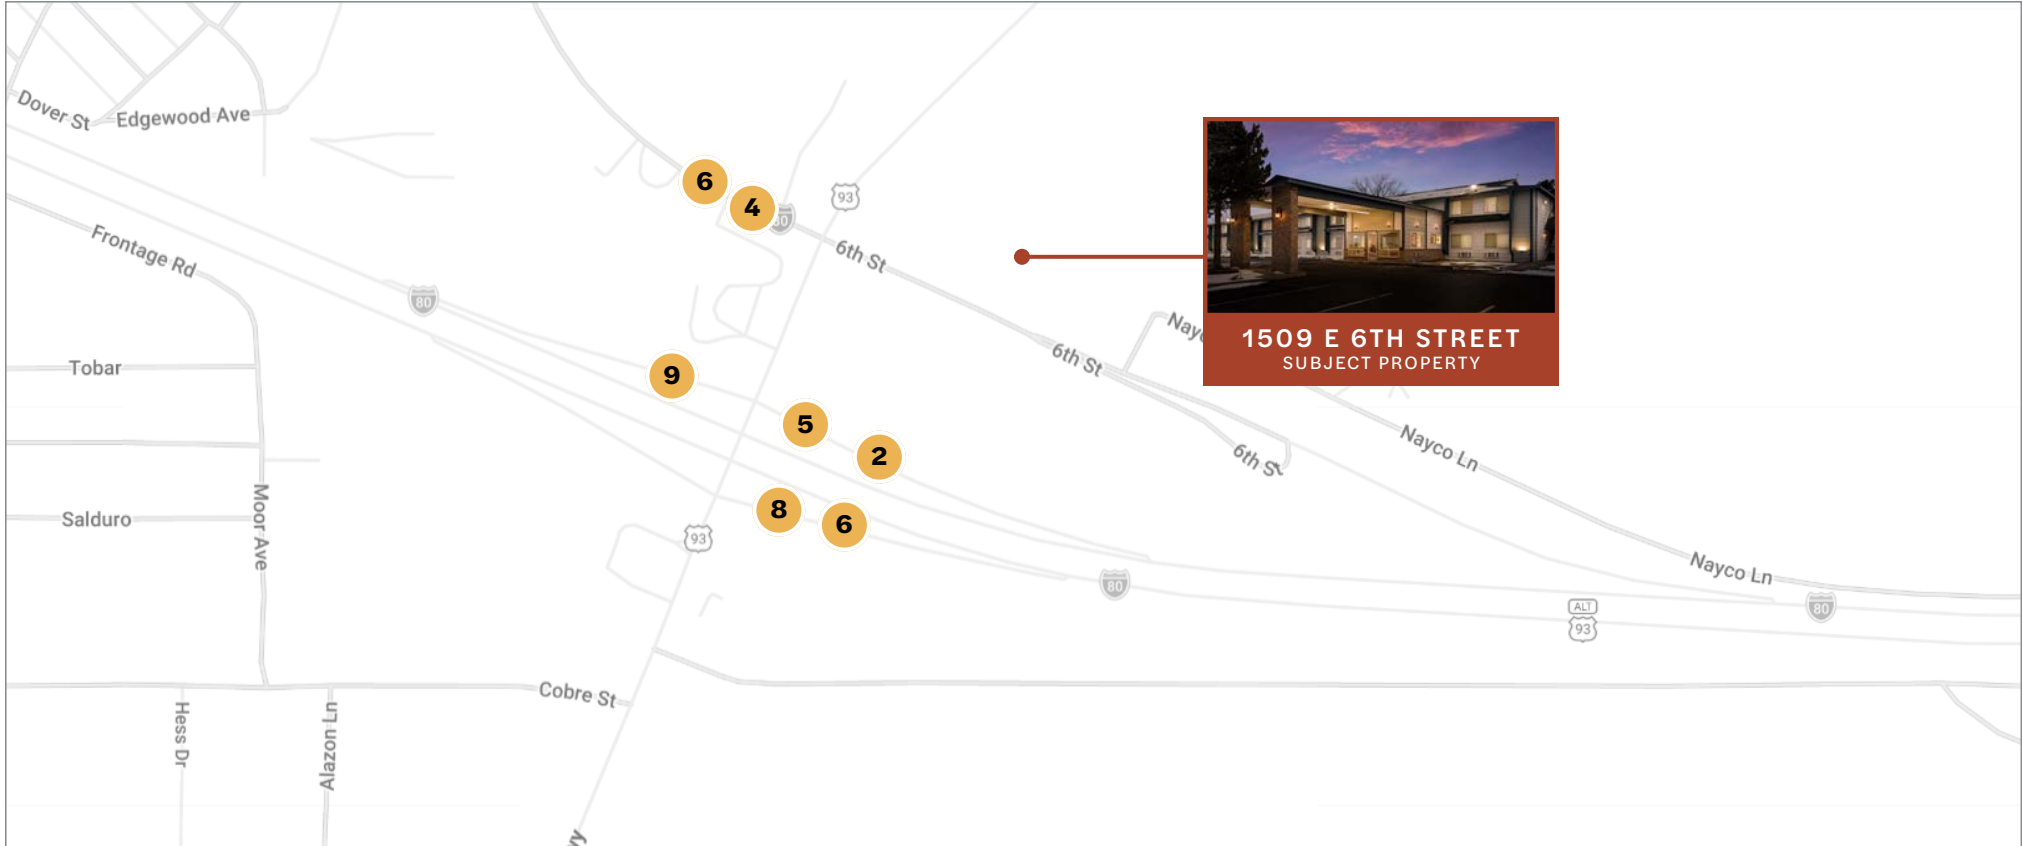 Dover St
Edgewood Ave
6
4
80
93
6th St
Frontage Rd
80
1509 E 6TH STREET
SUBJECT PROPERTY
6th St
Tobar
9
5
2
6th St
Nayco Ln
Moor Ave
Salduro
8
6
93
80
Nayco Ln
ALT
93
80
Cobre St
Hess Dr
Alazon Ln